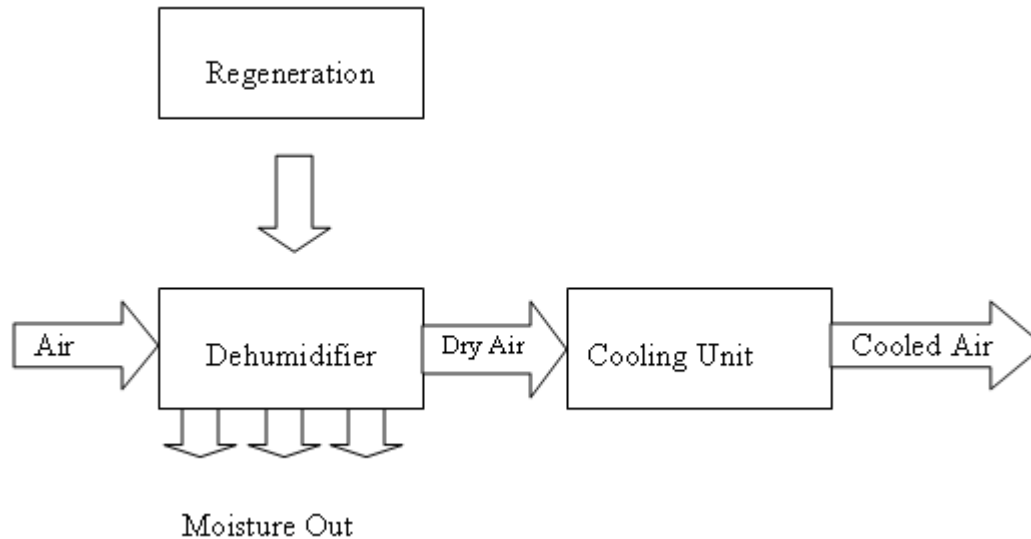 Regeneration
Air
Dehumidifier
Dry Air
Cooling Unit
Cooled Air
Moisture Out